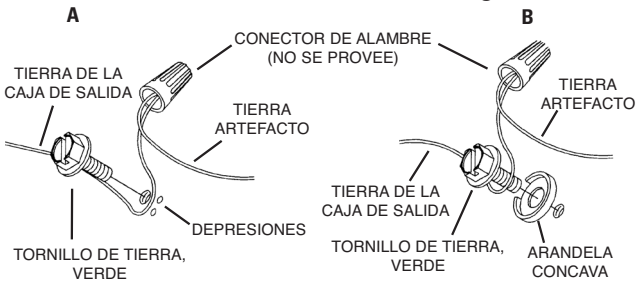 A
B
CONECTOR DE ALAMBRE
(NO SE PROVEE)
TIERRA DE LA
CAJA DE SALIDA
TIERRA
ARTEFACTO
DEPRESIONES
TORNILLO DE TIERRA,
VERDE
TIERRA
ARTEFACTO
TIERRA DE LA
CAJA DE SALIDA
TORNILLO DE TIERRA,
VERDE
ARANDELA
CONCAVA